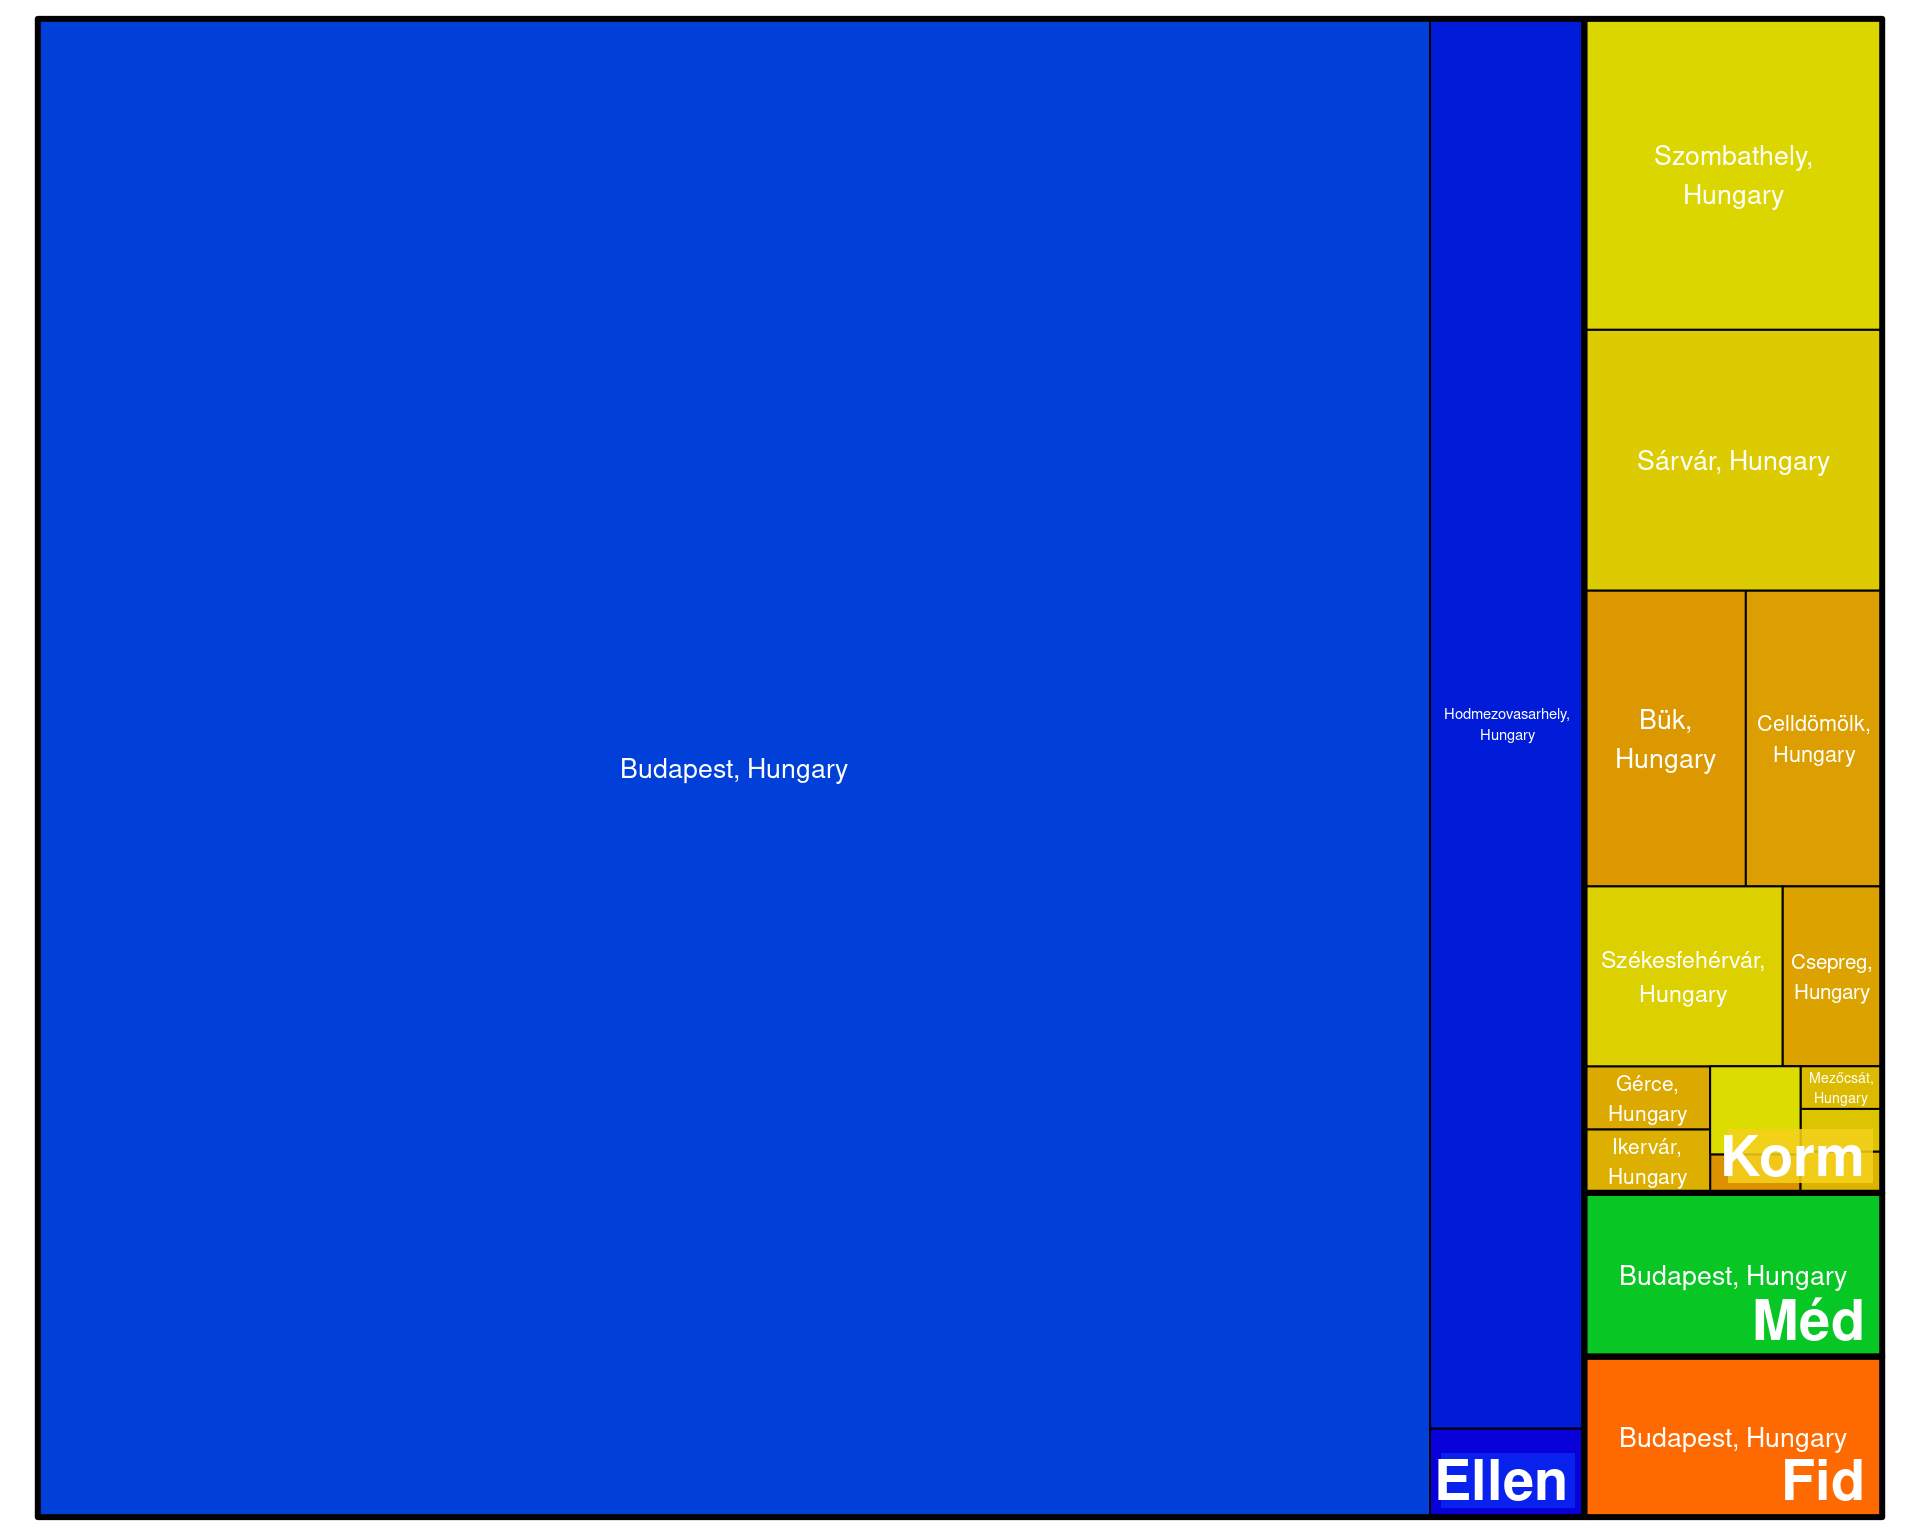 Budapest, Hungary
Hodmezovasarhely,
Hungary
Ellen
Szombathely,
Hungary
Sárvár, Hungary
Bük,
Hungary
Celldömölk,
Hungary
Székesfehérvár,
Hungary
Csepreg,
Hungary
Gérce,
Hungary
Ikervár,
Hungary
Mezőcsát,
Hungary
Korm
Budapest, Hungary
Méd
Budapest, Hungary
Fid